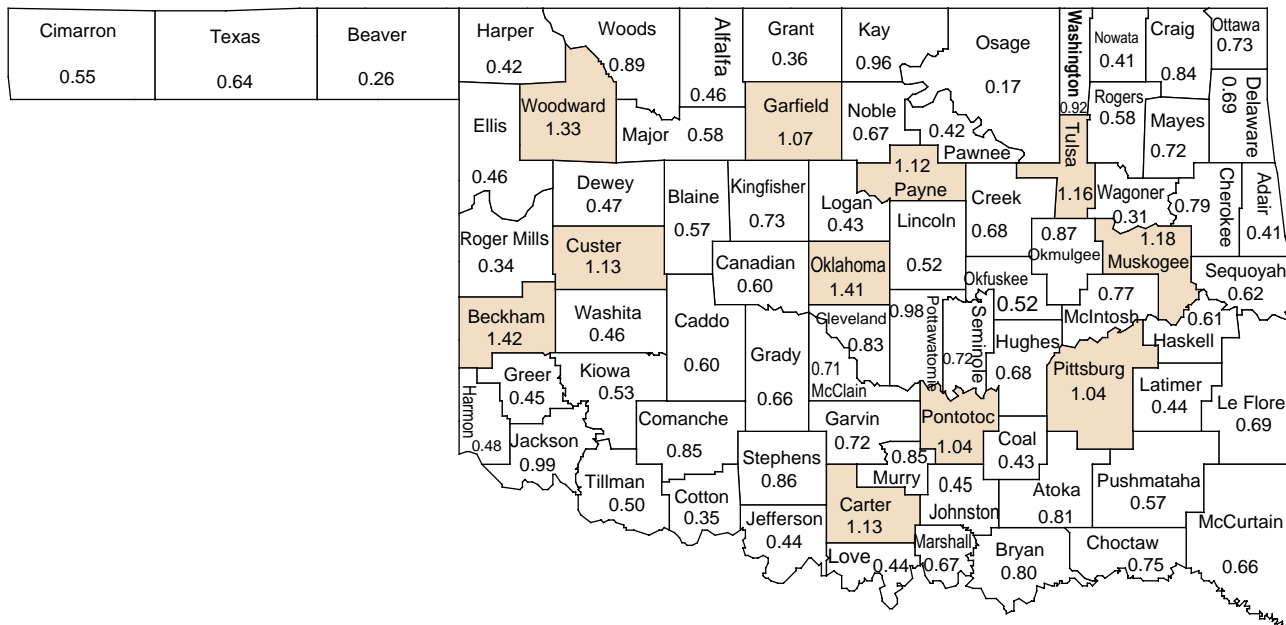 Cimarron
0.55
Texas
0.64
Beaver
0.26
Harper
0.42
Woods
0.89
Alfalfa
0.46
Grant
0.36
Kay
0.96
Osage
0.17
Washington
0.92
Nowata
0.41
Craig
0.84
Ottawa
0.73
Ellis
0.46
Woodward
1.33
Major 0.58
Garfield
1.07
Noble
0.67
0.42
Pawnee
Tulsa
1.16
Rogers
0.58
Mayes
0.72
Delaware
0.69
Dewey
0.47
Blaine
0.57
Kingfisher
0.73
Logan
0.43
1.12
Payne
Lincoln
0.52
Creek
0.68
Wagoner
0.31
0.79
Cherokee
Adair
0.41
Roger Mills
0.34
Custer
1.13
Canadian
0.60
Oklahoma
1.41
Okfuskee
0.52
0.87
Okmulgee
1.18
Muskogee
Sequoyah
0.62
Beckham
1.42
Washita
0.46
Caddo
0.60
Grady
0.66
Cleveland
0.83
0.71
McClain
0.98
Pottawatomie
Seminole
0.72
Hughes
0.68
0.77
McIntosh
0.61
Haskell
Harmon
0.48
Greer
0.45
Kiowa
0.53
Pittsburg
1.04
Latimer
0.44
Le Flore
0.69
Jackson
0.99
Comanche
0.85
Garvin
0.72
Pontotoc
1.04
Coal
0.43
Tillman
0.50
Cotton
0.35
Stephens
0.86
0.85
Murry
Carter
1.13
0.45
Johnston
Atoka
0.81
Pushmataha
0.57
McCurtain
0.66
Jefferson
0.44
Love 0.44
Marshall
0.67
Bryan
0.80
Choctaw
0.75